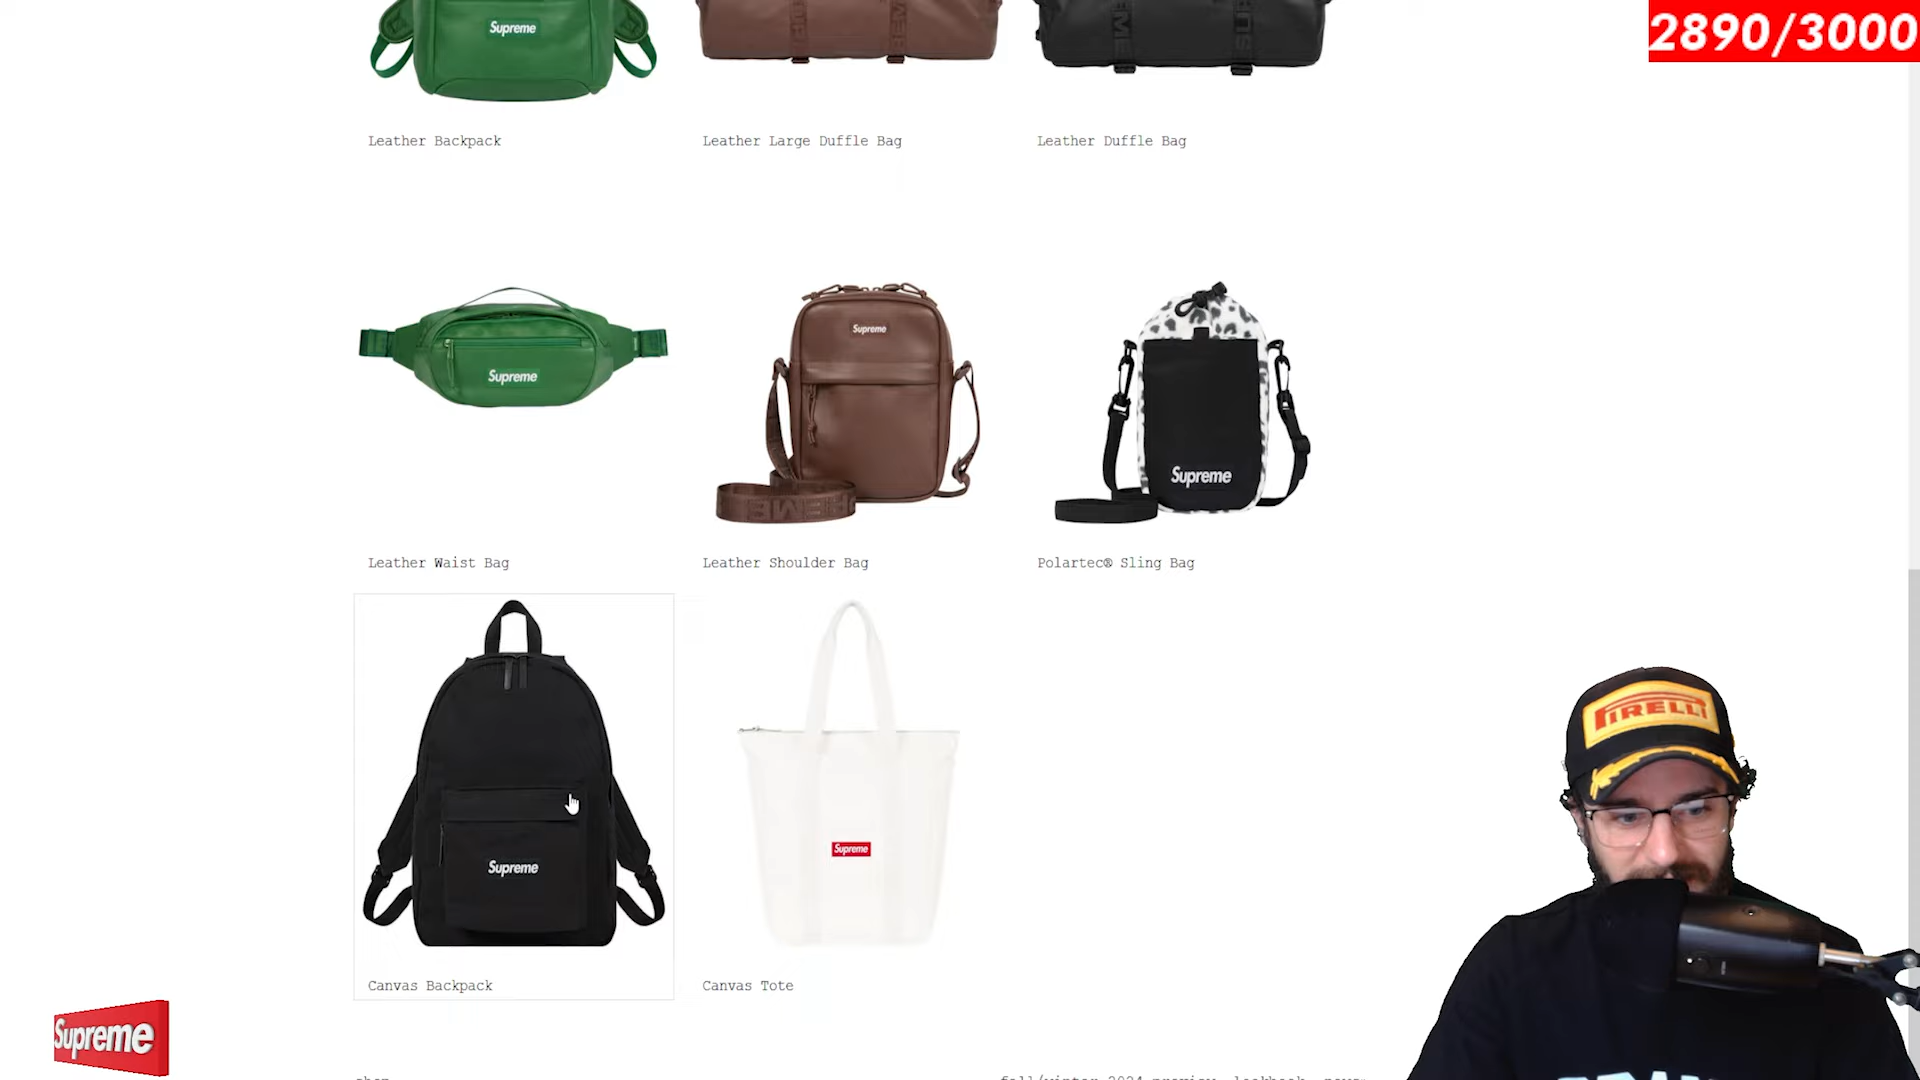 2890/3000
Supreme
Leather Backpack
Leather Large Duffle Bag
Leather Duffle Bag
Supreme
Supreme
Supreme
Leather Waist Bag
Leather Shoulder Bag
Polartec® Sling Bag
Supreme
Supreme
Canvas Backpack
Canvas Tote
PIRELLI
Supreme